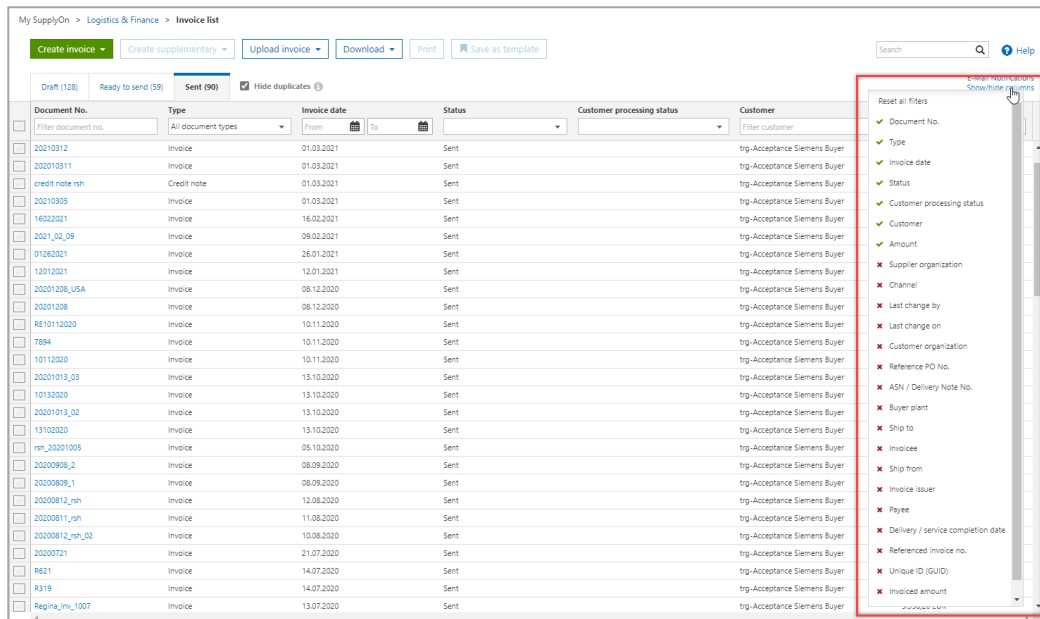 My SupplyOn > Logistics & Finance > Invoice list
Create invoice Create supplementary Upload invoice Download Print Save as template Search Help
Draft (128) Ready to send (59) Sent (90) Hide duplicates E-Mail Notifications
Show/hide columns
Document No. Type Invoice date Status Customer processing status Customer
Filter document no. All document types From To Filter customer
20210312 Invoice 01.03.2021 Sent trg-Acceptance Siemens Buyer
202010311 Invoice 01.03.2021 Sent trg-Acceptance Siemens Buyer
credit note rsh Credit note 01.03.2021 Sent trg-Acceptance Siemens Buyer
20210305 Invoice 01.03.2021 Sent trg-Acceptance Siemens Buyer
16022021 Invoice 16.02.2021 Sent trg-Acceptance Siemens Buyer
2021_02_09 Invoice 09.02.2021 Sent trg-Acceptance Siemens Buyer
01262021 Invoice 26.01.2021 Sent trg-Acceptance Siemens Buyer
12012021 Invoice 12.01.2021 Sent trg-Acceptance Siemens Buyer
20201208_USA Invoice 08.12.2020 Sent trg-Acceptance Siemens Buyer
20201208 Invoice 08.12.2020 Sent trg-Acceptance Siemens Buyer
RE10112020 Invoice 10.11.2020 Sent trg-Acceptance Siemens Buyer
7894 Invoice 10.11.2020 Sent trg-Acceptance Siemens Buyer
10112020 Invoice 10.11.2020 Sent trg-Acceptance Siemens Buyer
20201013_03 Invoice 13.10.2020 Sent trg-Acceptance Siemens Buyer
10132020 Invoice 13.10.2020 Sent trg-Acceptance Siemens Buyer
20201013_02 Invoice 13.10.2020 Sent trg-Acceptance Siemens Buyer
13102020 Invoice 13.10.2020 Sent trg-Acceptance Siemens Buyer
rsh_20201005 Invoice 05.10.2020 Sent trg-Acceptance Siemens Buyer
20200908_2 Invoice 08.09.2020 Sent trg-Acceptance Siemens Buyer
20200809_1 Invoice 08.09.2020 Sent trg-Acceptance Siemens Buyer
20200812_rsh Invoice 12.08.2020 Sent trg-Acceptance Siemens Buyer
20200811_rsh Invoice 11.08.2020 Sent trg-Acceptance Siemens Buyer
20200812_rsh_02 Invoice 10.08.2020 Sent trg-Acceptance Siemens Buyer
20200721 Invoice 21.07.2020 Sent trg-Acceptance Siemens Buyer
R621 Invoice 14.07.2020 Sent trg-Acceptance Siemens Buyer
R319 Invoice 14.07.2020 Sent trg-Acceptance Siemens Buyer
Regina_inv_1007 Invoice 13.07.2020 Sent trg-Acceptance Siemens Buyer
Reset all filters
Document No.
Type
Invoice date
Status
Customer processing status
Customer
Amount
Supplier organization
Channel
Last change by
Last change on
Customer organization
Reference PO No.
ASN / Delivery Note No.
Buyer plant
Ship to
Invoicee
Ship from
Invoice issuer
Payee
Delivery / service completion date
Referenced invoice no.
Unique ID (GUID)
Invoiced amount